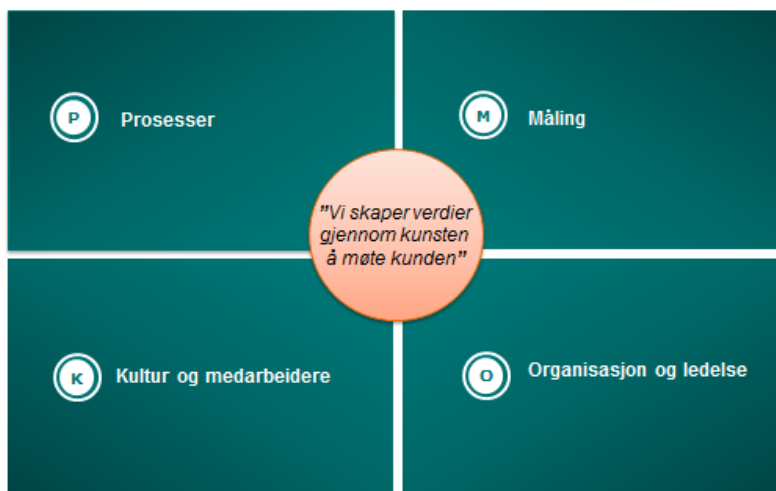 P Prosesser
M Måling
"Vi skaper verdier
gjennom kunsten
å møte kunden"
K Kultur og medarbeidere
O Organisasjon og ledelse